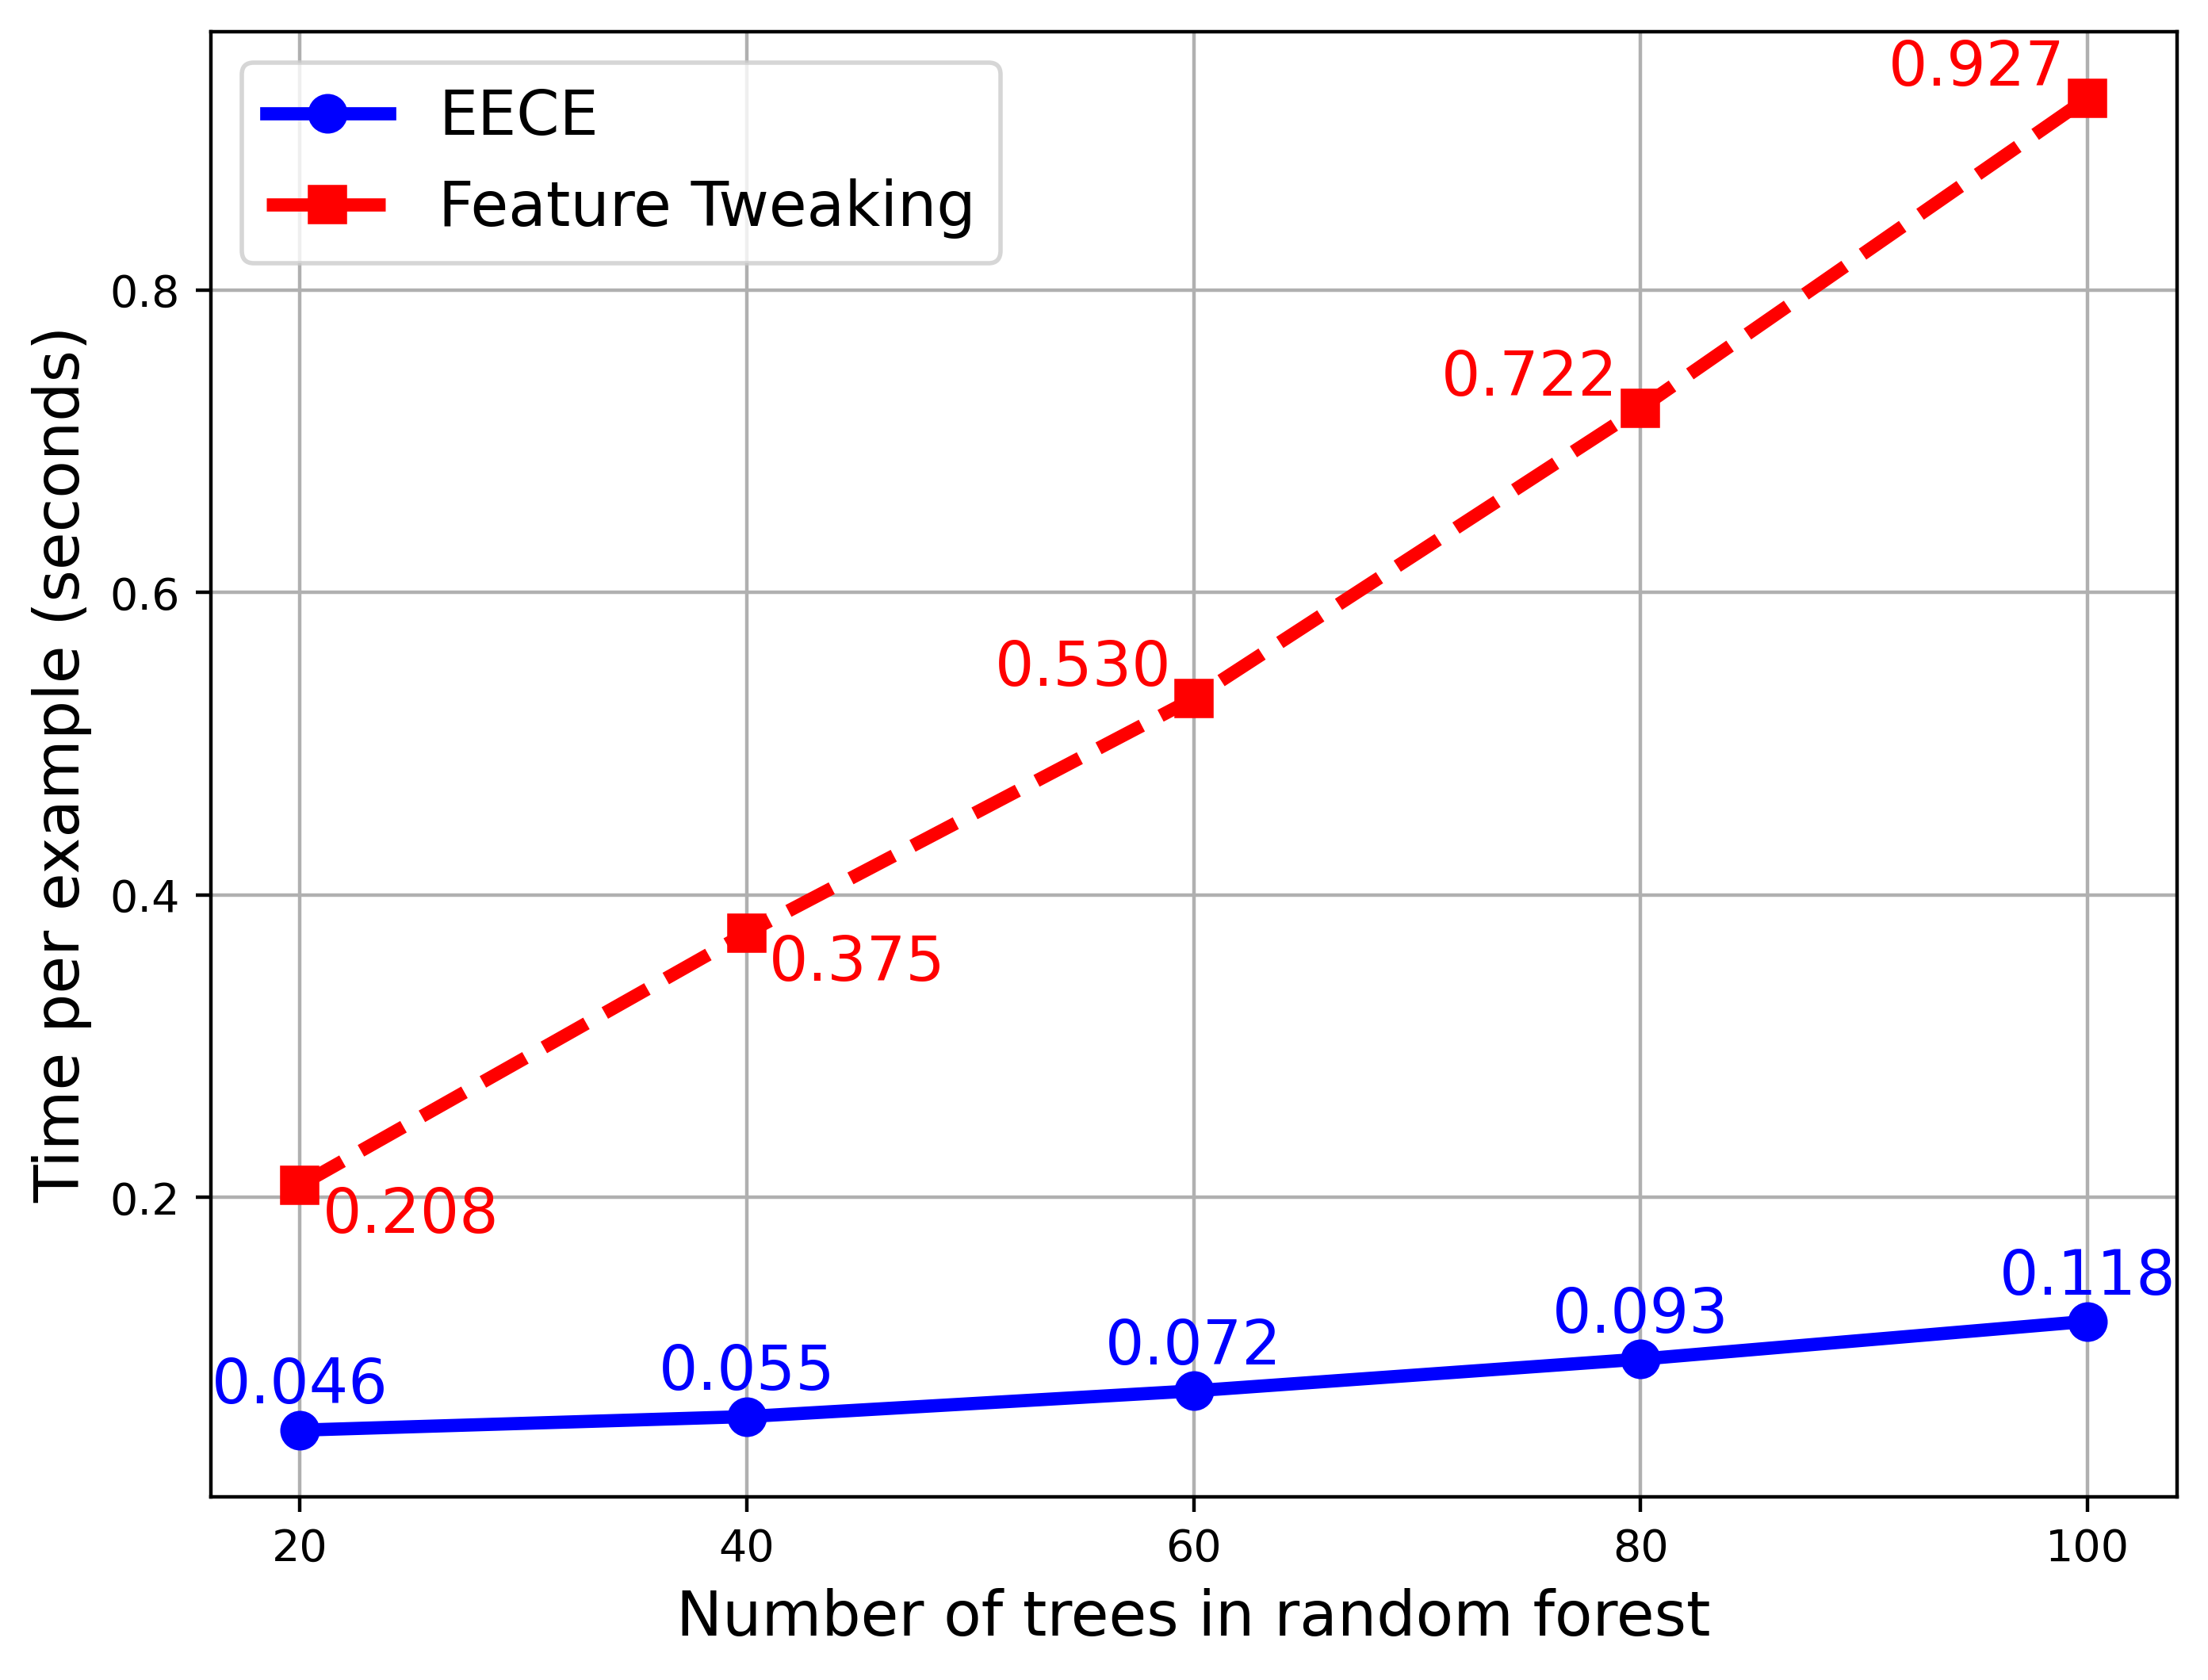 0.927
EECE
Feature Tweaking
0.8
0.722
0.6
0.530
0.4
0.375
0.2
0.208
0.118
0.093
0.072
0.055
0.046
Time per example (seconds)
20 40 60 80 100
Number of trees in random forest